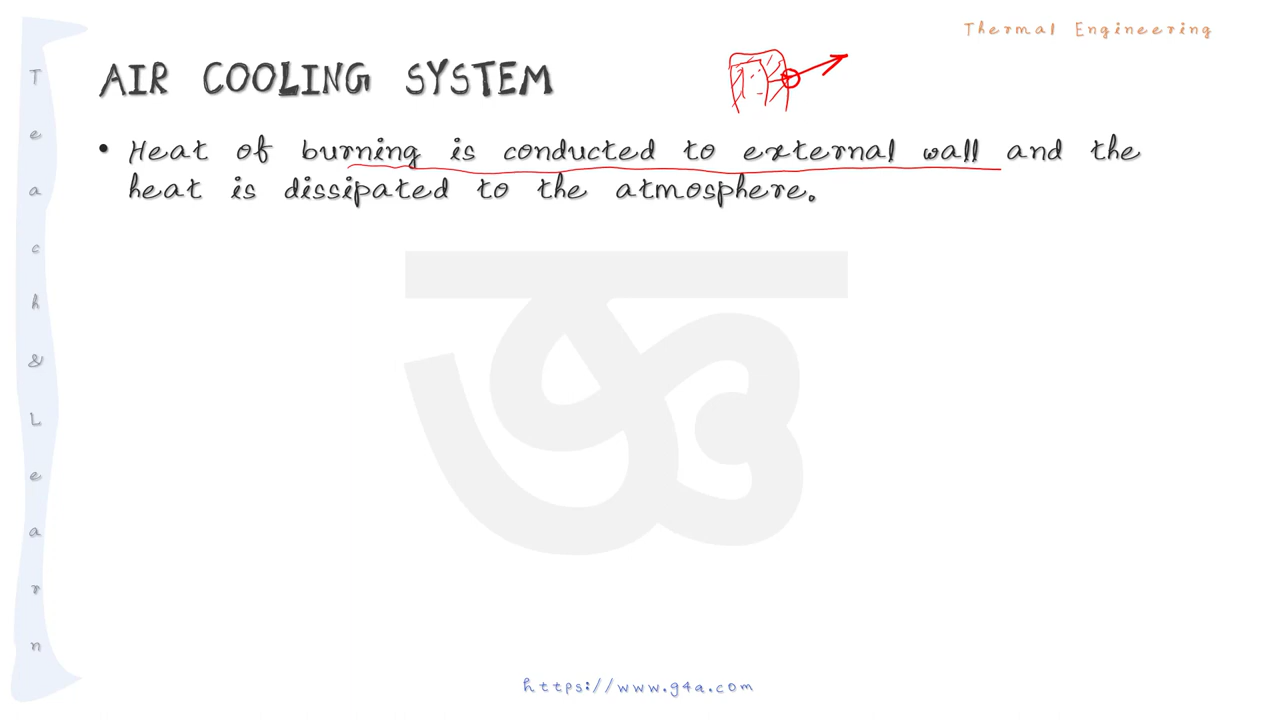 Thermal Engineering
AIR COOLING SYSTEM
• Heat of burning is conducted to external wall and the
heat is dissipated to the atmosphere.
Teach & Learn
https://www.g4a.com